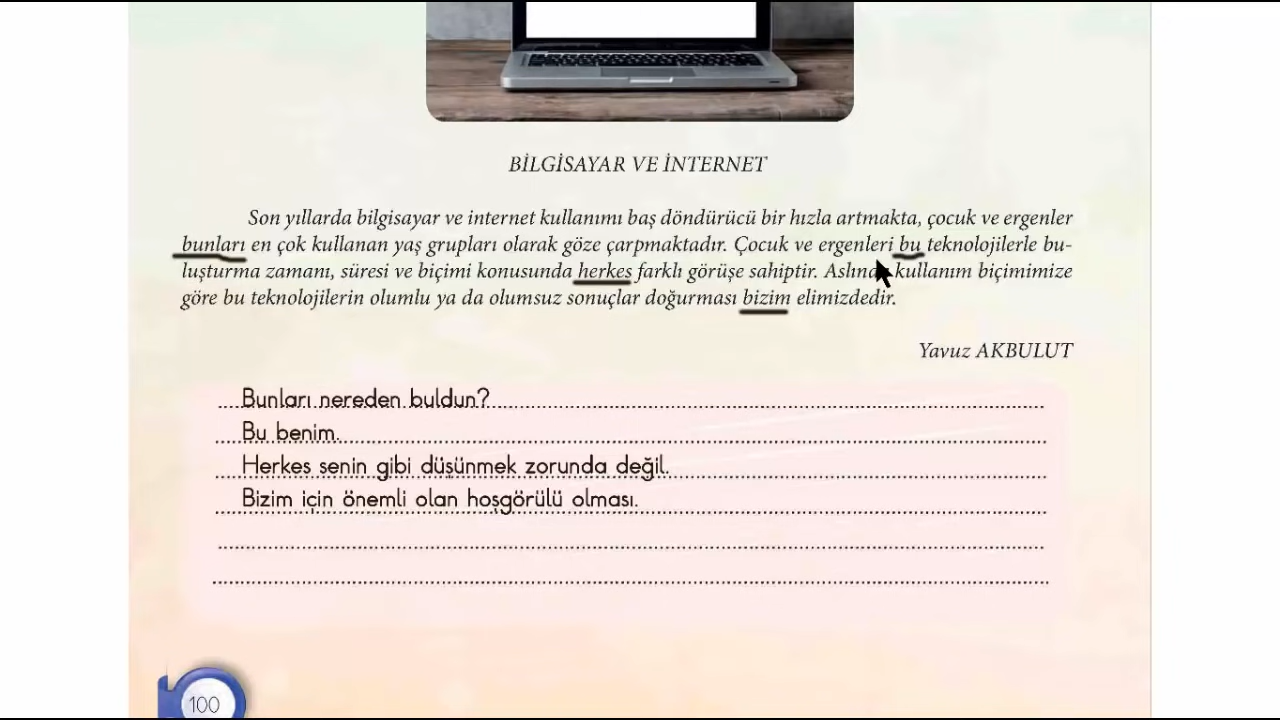 BİLGİSAYAR VE İNTERNET
Son yıllarda bilgisayar ve internet kullanımı baş döndürücü bir hızla artmakta, çocuk ve ergenler
bunları en çok kullanan yaş grupları olarak göze çarpmaktadır. Çocuk ve ergenleri bu teknolojilerle bu-
luşturma zamanı, süresi ve biçimi konusunda herkes farklı görüşe sahiptir. Aslında kullanım biçimimize
göre bu teknolojilerin olumlu ya da olumsuz sonuçlar doğurması bizim elimizdedir.
Yavuz AKBULUT
Bunları nereden buldun?
Bu benim.
Herkes senin gibi düşünmek zorunda değil.
Bizim için önemli olan hoşgörülü olması.
100